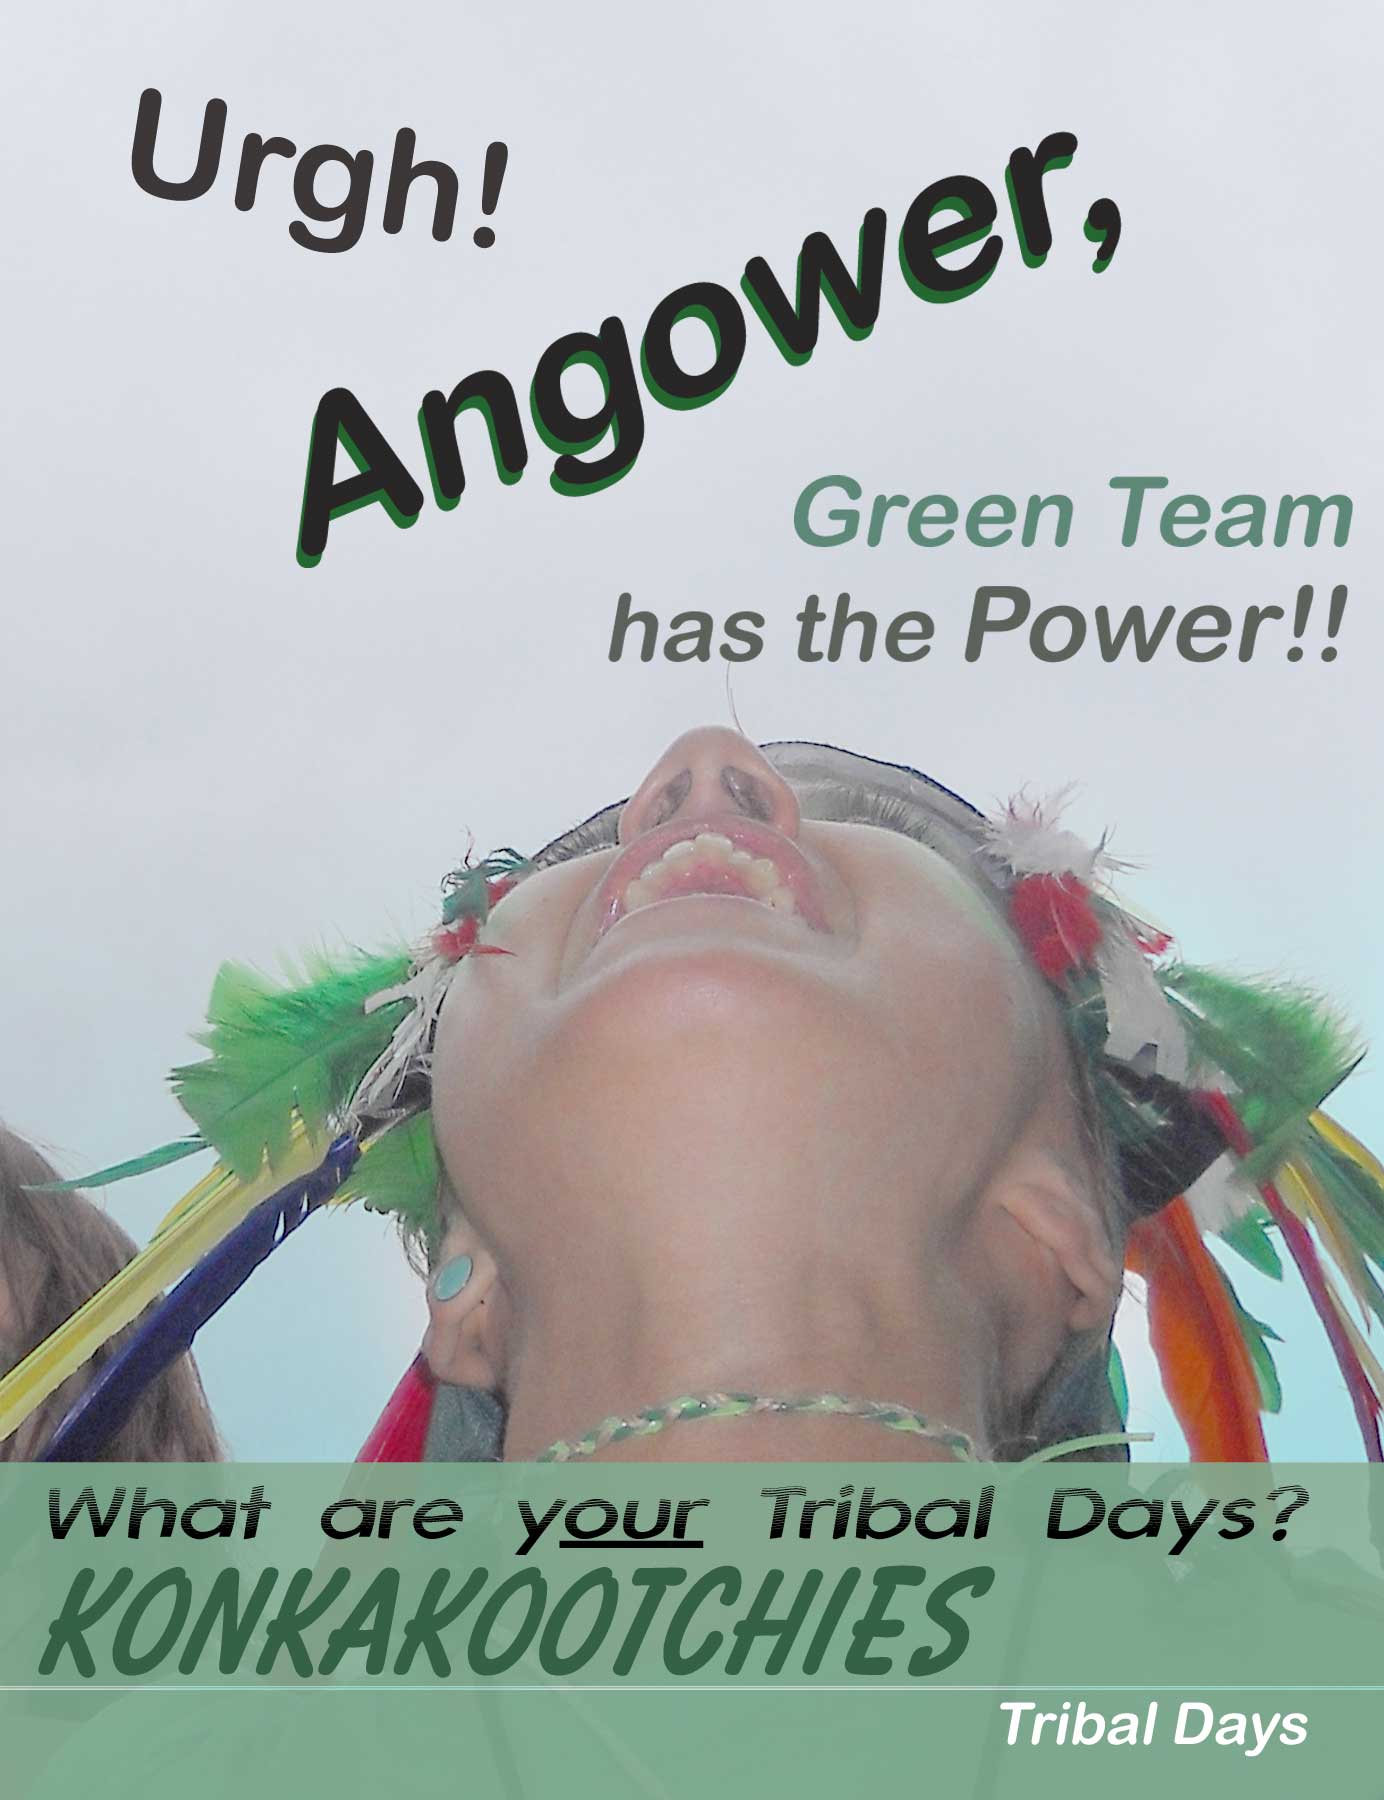 Urgh!
Angower,
Green Team
has the Power!!
What are your Tribal Days?
KONKAKOOTCHIES
Tribal Days